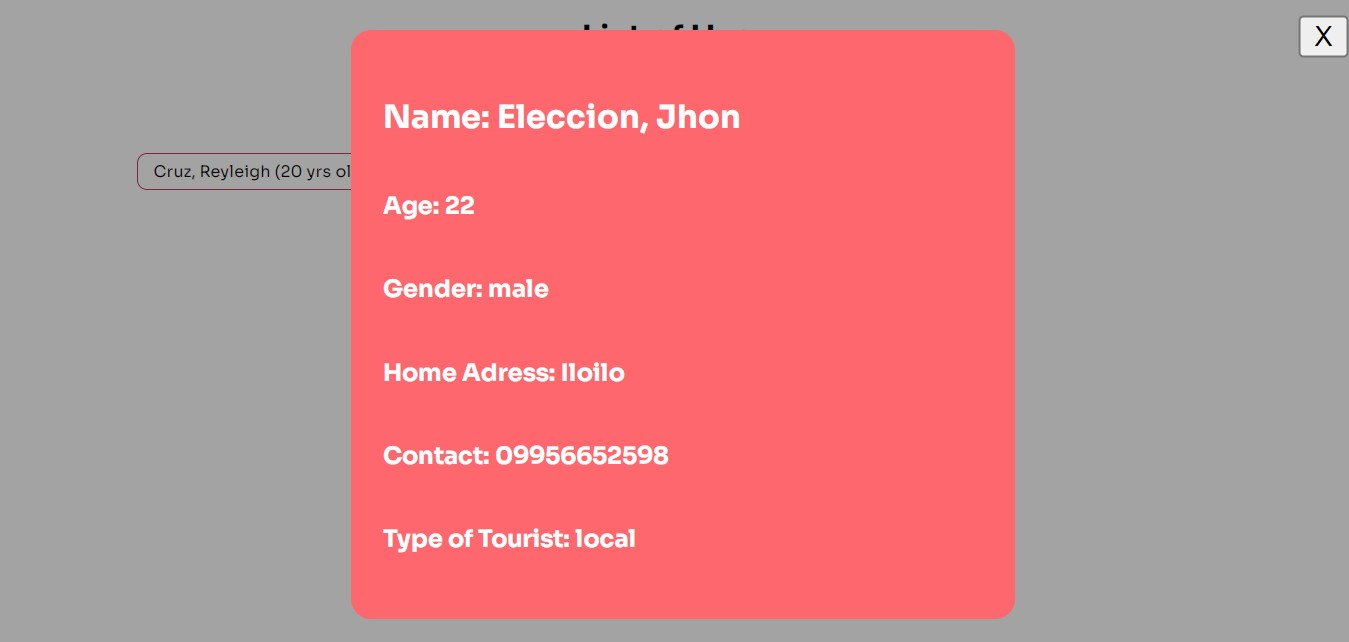 X
Name: Eleccion, Jhon
Cruz, Reyleigh (20 yrs
Age: 22
Gender: male
Home Adress: Iloilo
Contact: 09956652598
Type of Tourist: local